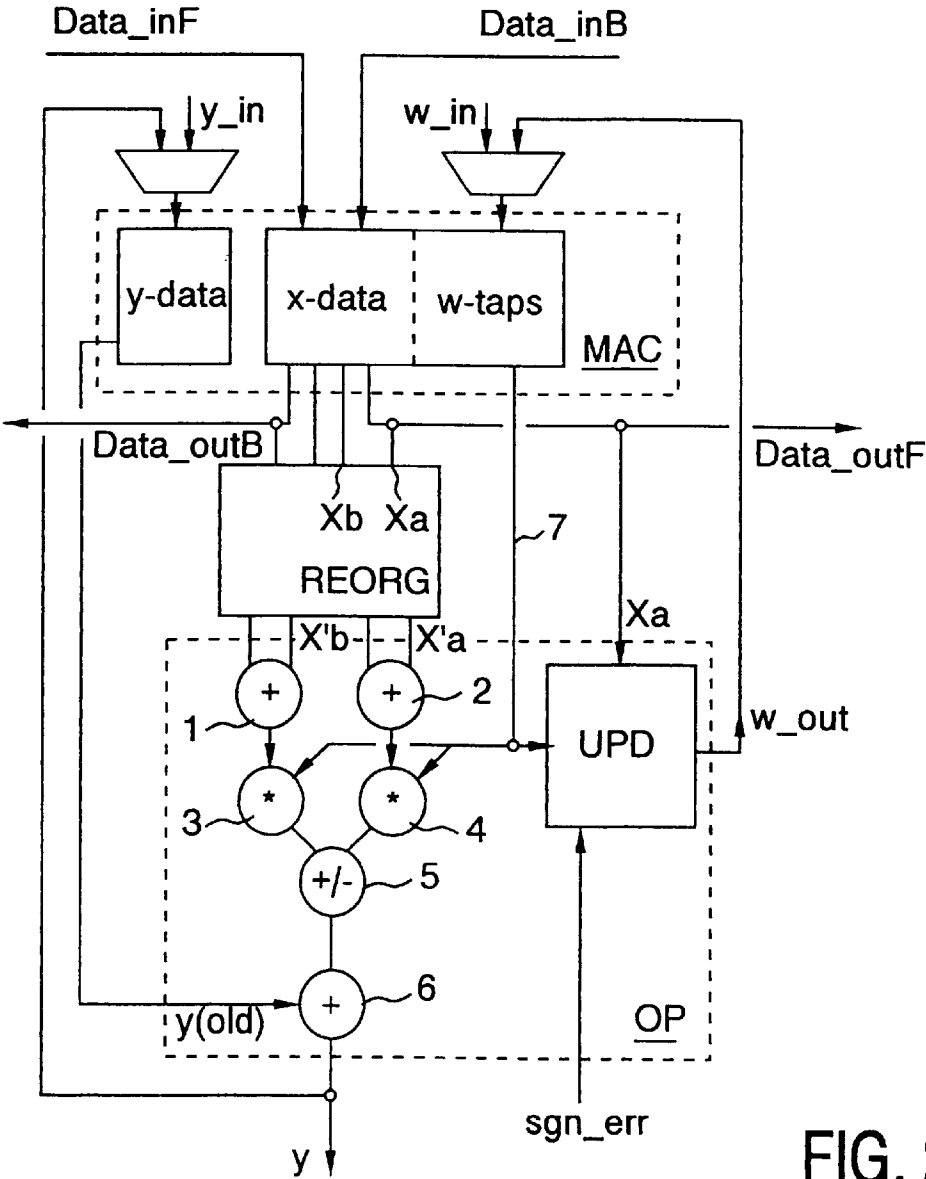 Data_inF
Data_inB
y_in
w_in
y-data
x-data
w-taps
MAC
Data_outB
Data_outF
Xb
Xa
7
REORG
Xa
X'b
X'a
+
+
1
2
w_out
UPD
*
*
3
4
+/-
5
+
6
y(old)
OP
sgn_err
y
FIG.